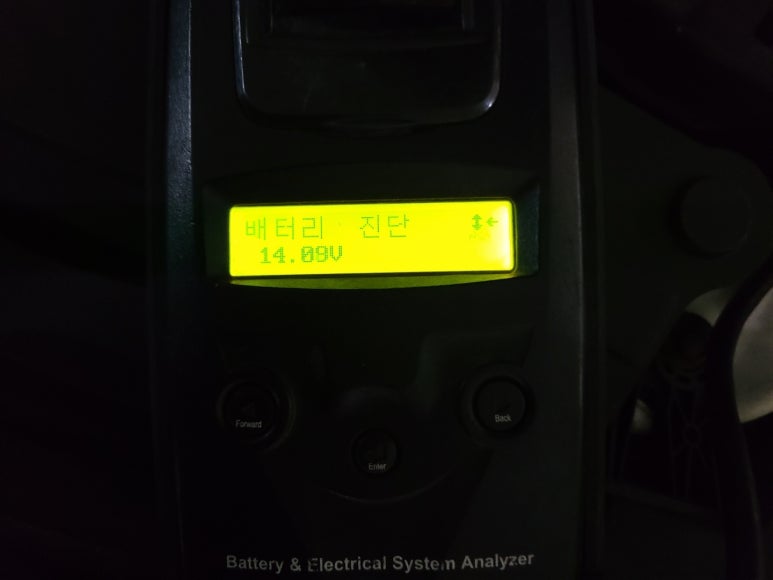 배터리 진단
14.09V
Forward
Back
Enter
Battery & Electrical System Analyzer